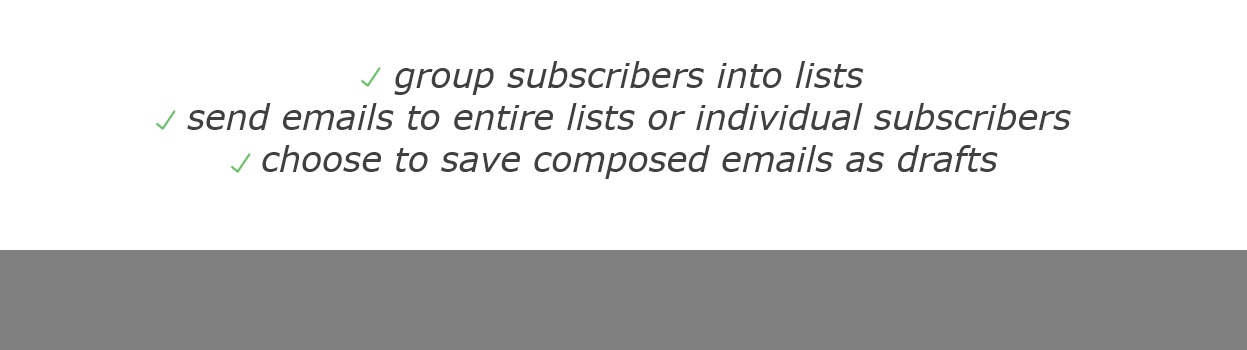 ✓ group subscribers into lists
✓ send emails to entire lists or individual subscribers
✓ choose to save composed emails as drafts